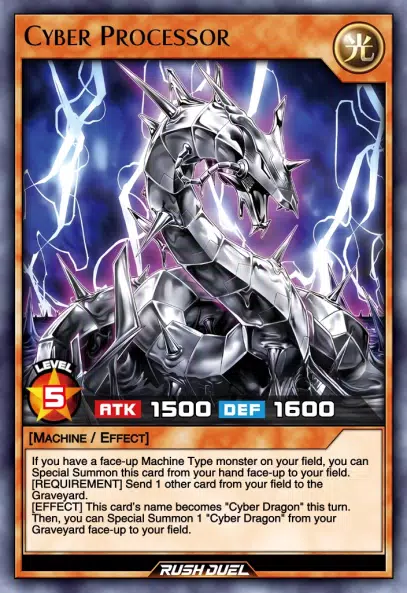 Cyber Processor
光
LEVEL
5
ATK 1500 DEF 1600
[Machine / Effect]
If you have a face-up Machine Type monster on your field, you can
Special Summon this card from your hand face-up to your field.
[REQUIREMENT] Send 1 other card from your field to the
Graveyard.
[EFFECT] This card's name becomes "Cyber Dragon" this turn.
Then, you can Special Summon 1 "Cyber Dragon" from your
Graveyard face-up to your field.
RUSH DUEL